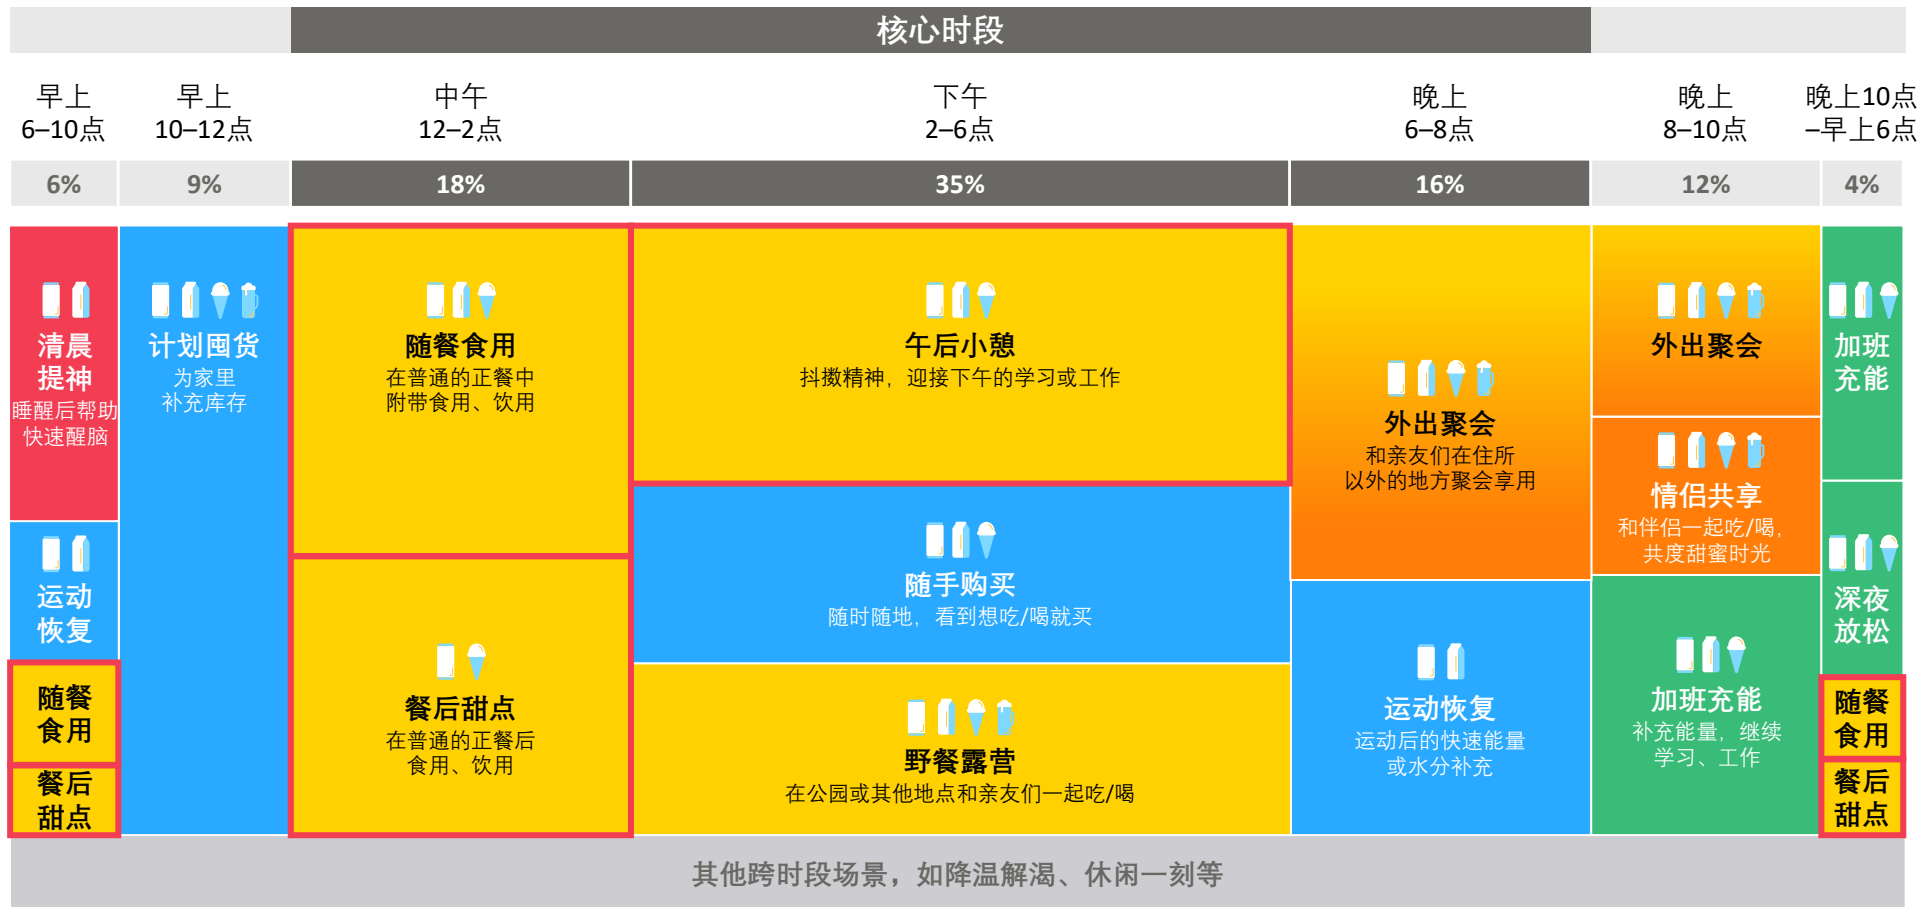 核心时段
早上
6–10点
早上
10–12点
中午
12–2点
下午
2–6点
晚上
6–8点
晚上
8–10点
晚上10点
–早上6点
6%
9%
18%
35%
16%
12%
4%
清晨
提神
睡醒后帮助
快速醒脑
运动
恢复
随餐
食用
餐后
甜点
计划囤货
为家里
补充库存
随餐食用
在普通的正餐中
附带食用、饮用
餐后甜点
在普通的正餐后
食用、饮用
午后小憩
抖擞精神，迎接下午的学习或工作
随手购买
随时随地，看到想吃/喝就买
野餐露营
在公园或其他地点和亲友们一起吃/喝
外出聚会
和亲友们在住所
以外的地方聚会享用
运动恢复
运动后的快速能量
或水分补充
外出聚会
情侣共享
和伴侣一起吃/喝，
共度甜蜜时光
加班充能
补充能量，继续
学习、工作
加班
充能
深夜
放松
随餐
食用
餐后
甜点
其他跨时段场景，如降温解渴、休闲一刻等